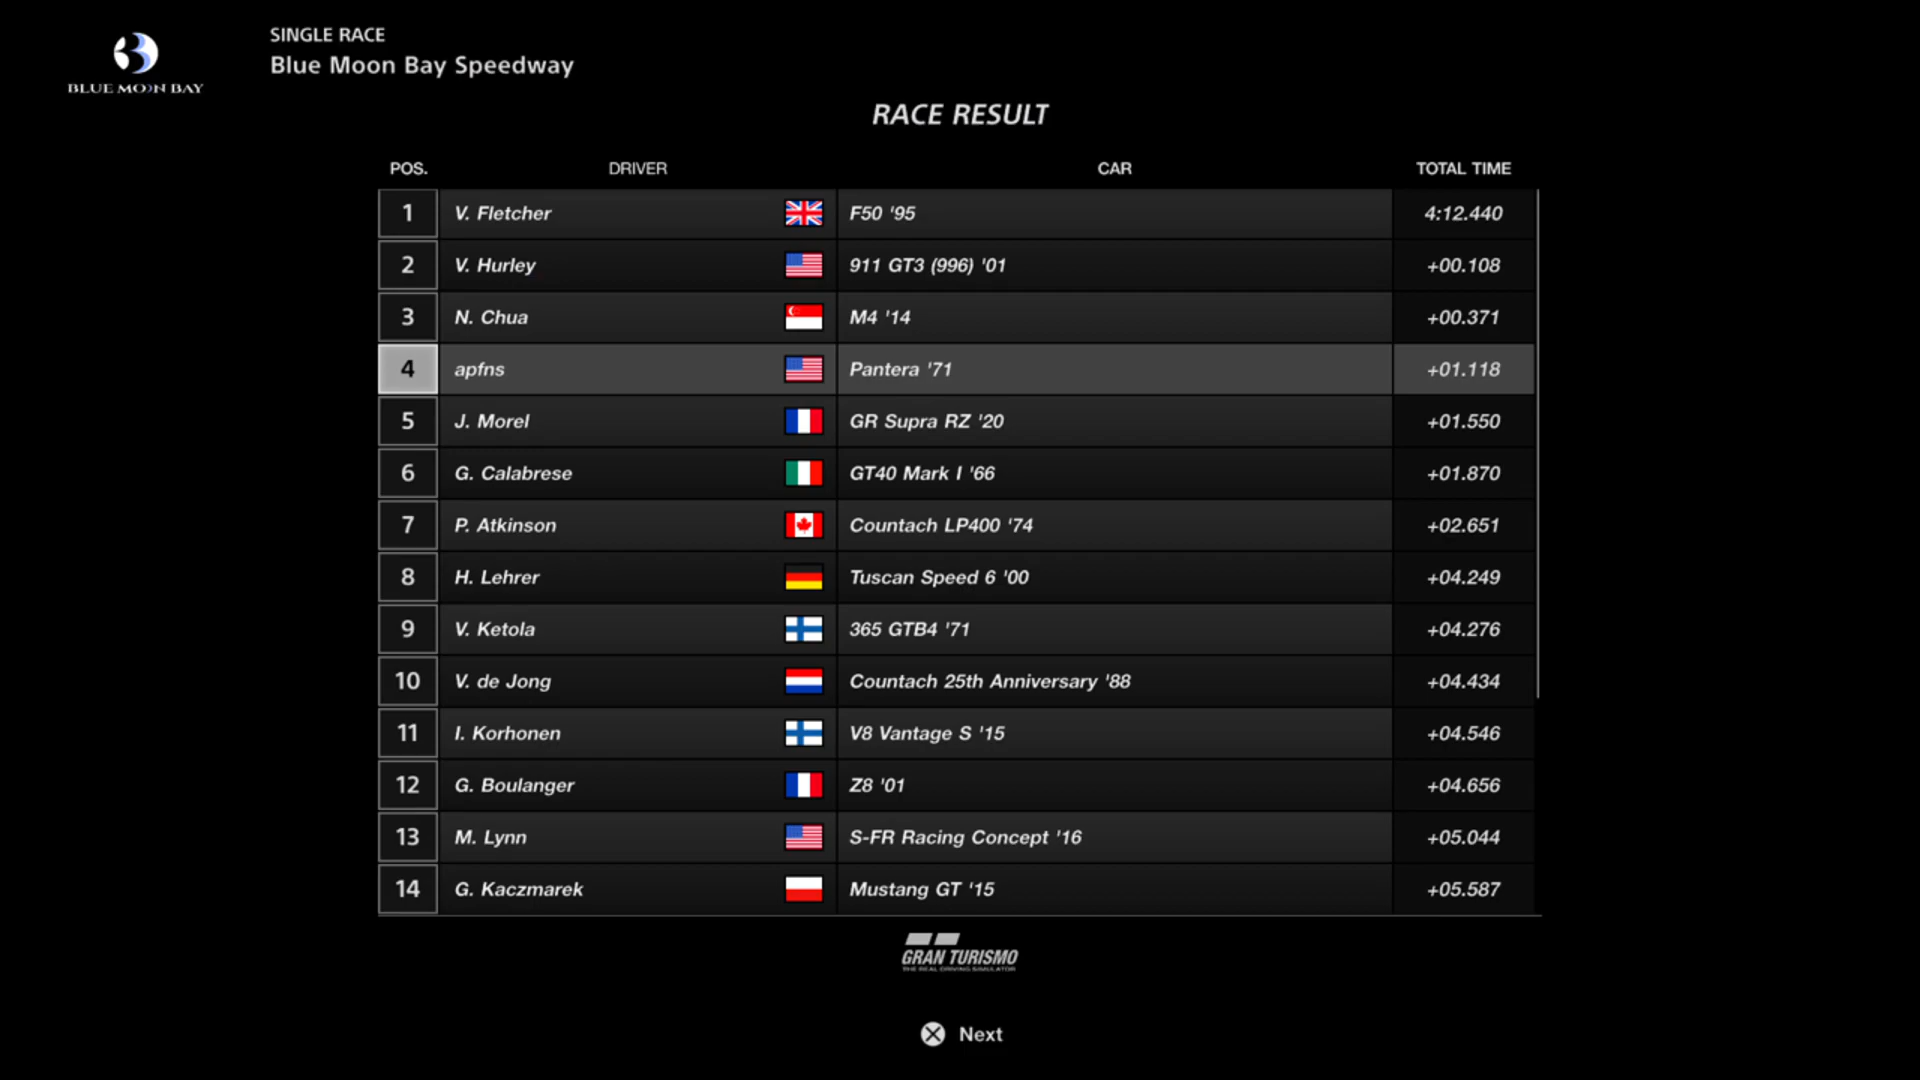 SINGLE RACE
Blue Moon Bay Speedway
BLUE MOON BAY
RACE RESULT
POS. DRIVER CAR TOTAL TIME
1 V. Fletcher F50 '95 4:12.440
2 V. Hurley 911 GT3 (996) '01 +00.108
3 N. Chua M4 '14 +00.371
4 apfns Pantera '71 +01.118
5 J. Morel GR Supra RZ '20 +01.550
6 G. Calabrese GT40 Mark I '66 +01.870
7 P. Atkinson Countach LP400 '74 +02.651
8 H. Lehrer Tuscan Speed 6 '00 +04.249
9 V. Ketola 365 GTB4 '71 +04.276
10 V. de Jong Countach 25th Anniversary '88 +04.434
11 I. Korhonen V8 Vantage S '15 +04.546
12 G. Boulanger Z8 '01 +04.656
13 M. Lynn S-FR Racing Concept '16 +05.044
14 G. Kaczmarek Mustang GT '15 +05.587
GRAN TURISMO
THE REAL DRIVING SIMULATOR
Next